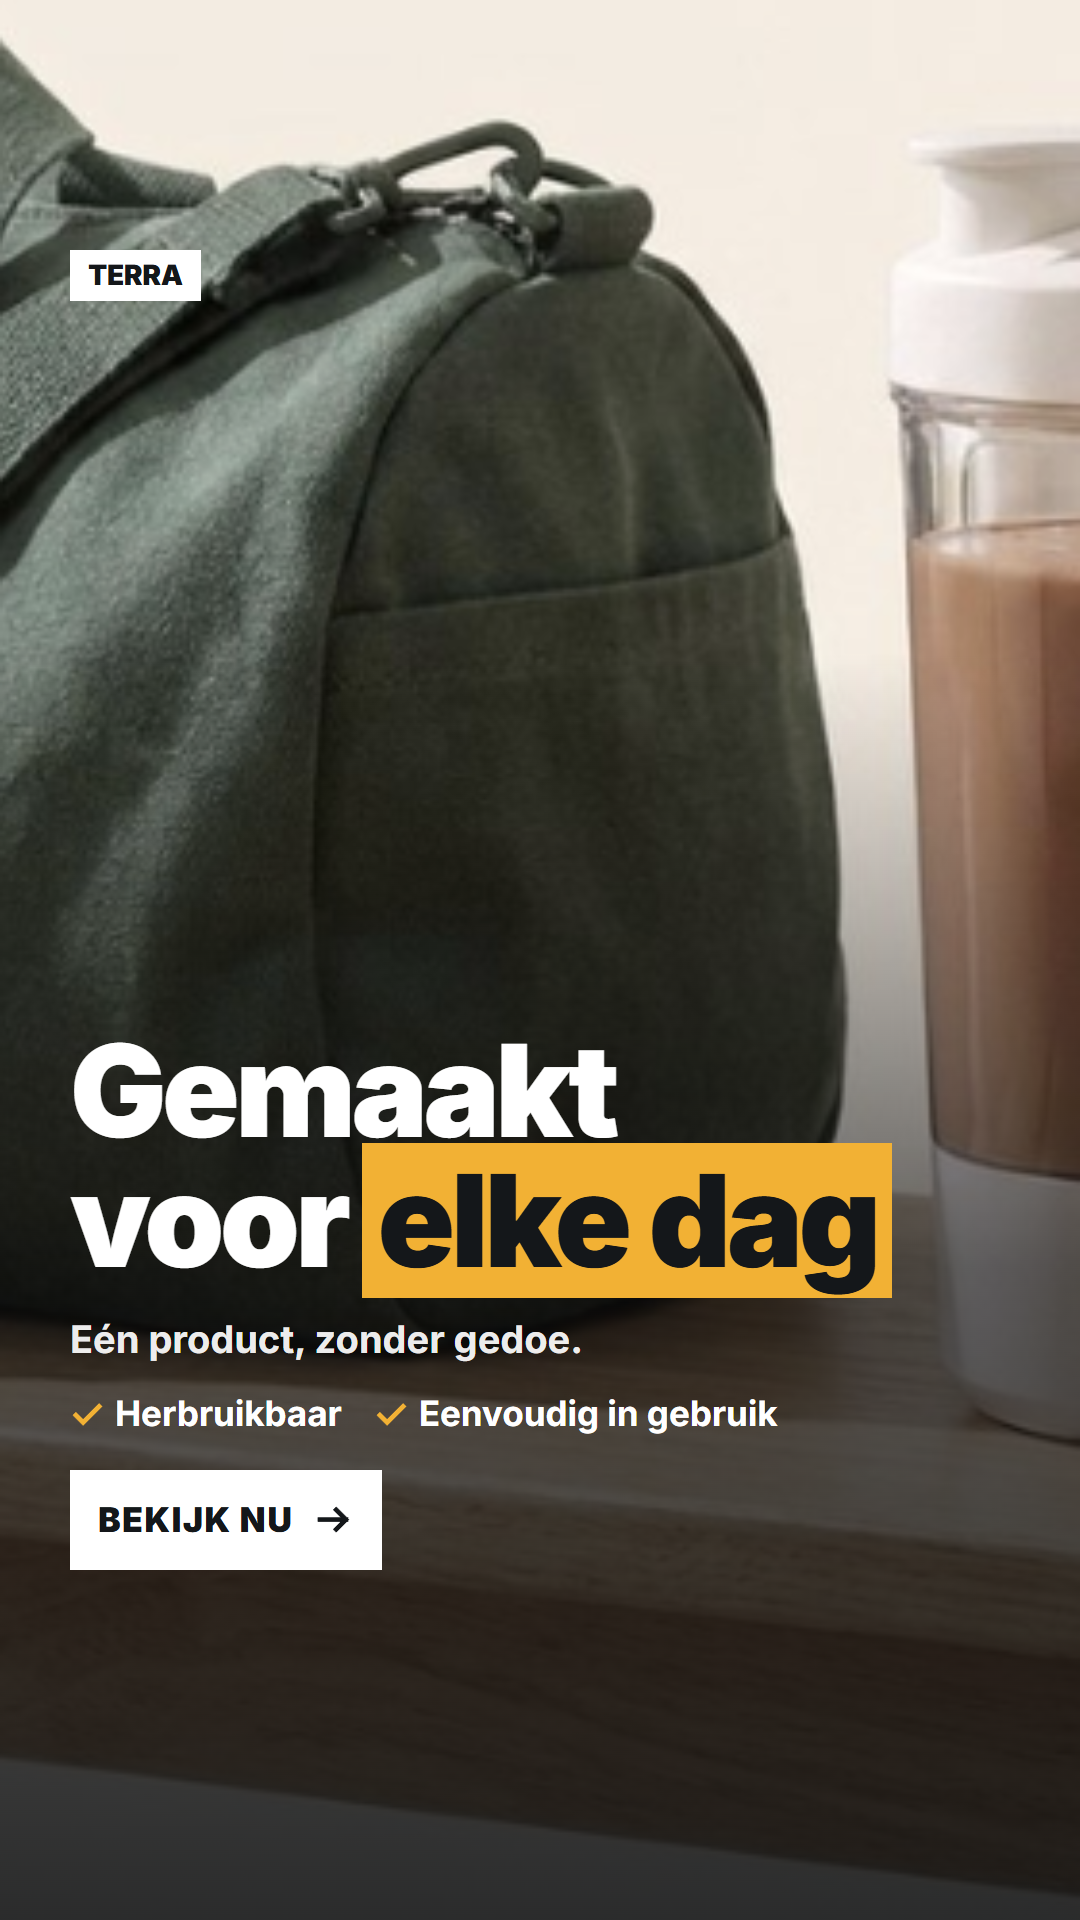 TERRA
Gemaakt
voor elke dag
Eén product, zonder gedoe.
Herbruikbaar Eenvoudig in gebruik
BEKIJK NU